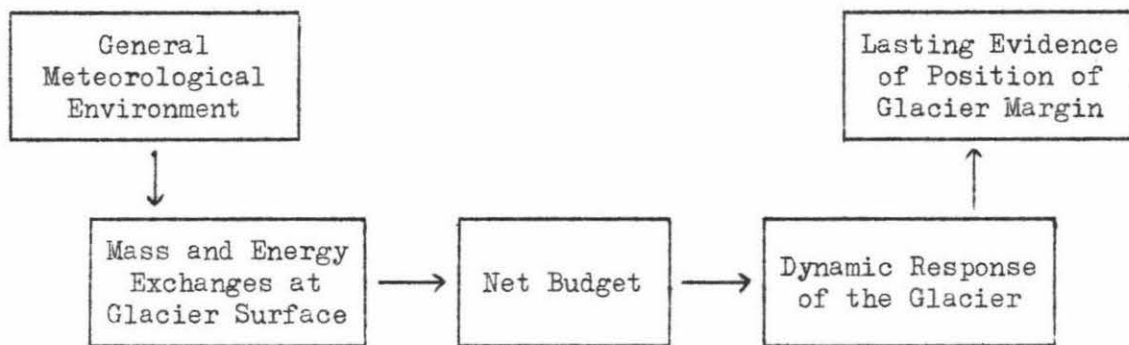 General
Meteorological
Environment
Lasting Evidence
of Position of
Glacier Margin
Mass and Energy
Exchanges at
Glacier Surface
Net Budget
Dynamic Response
of the Glacier